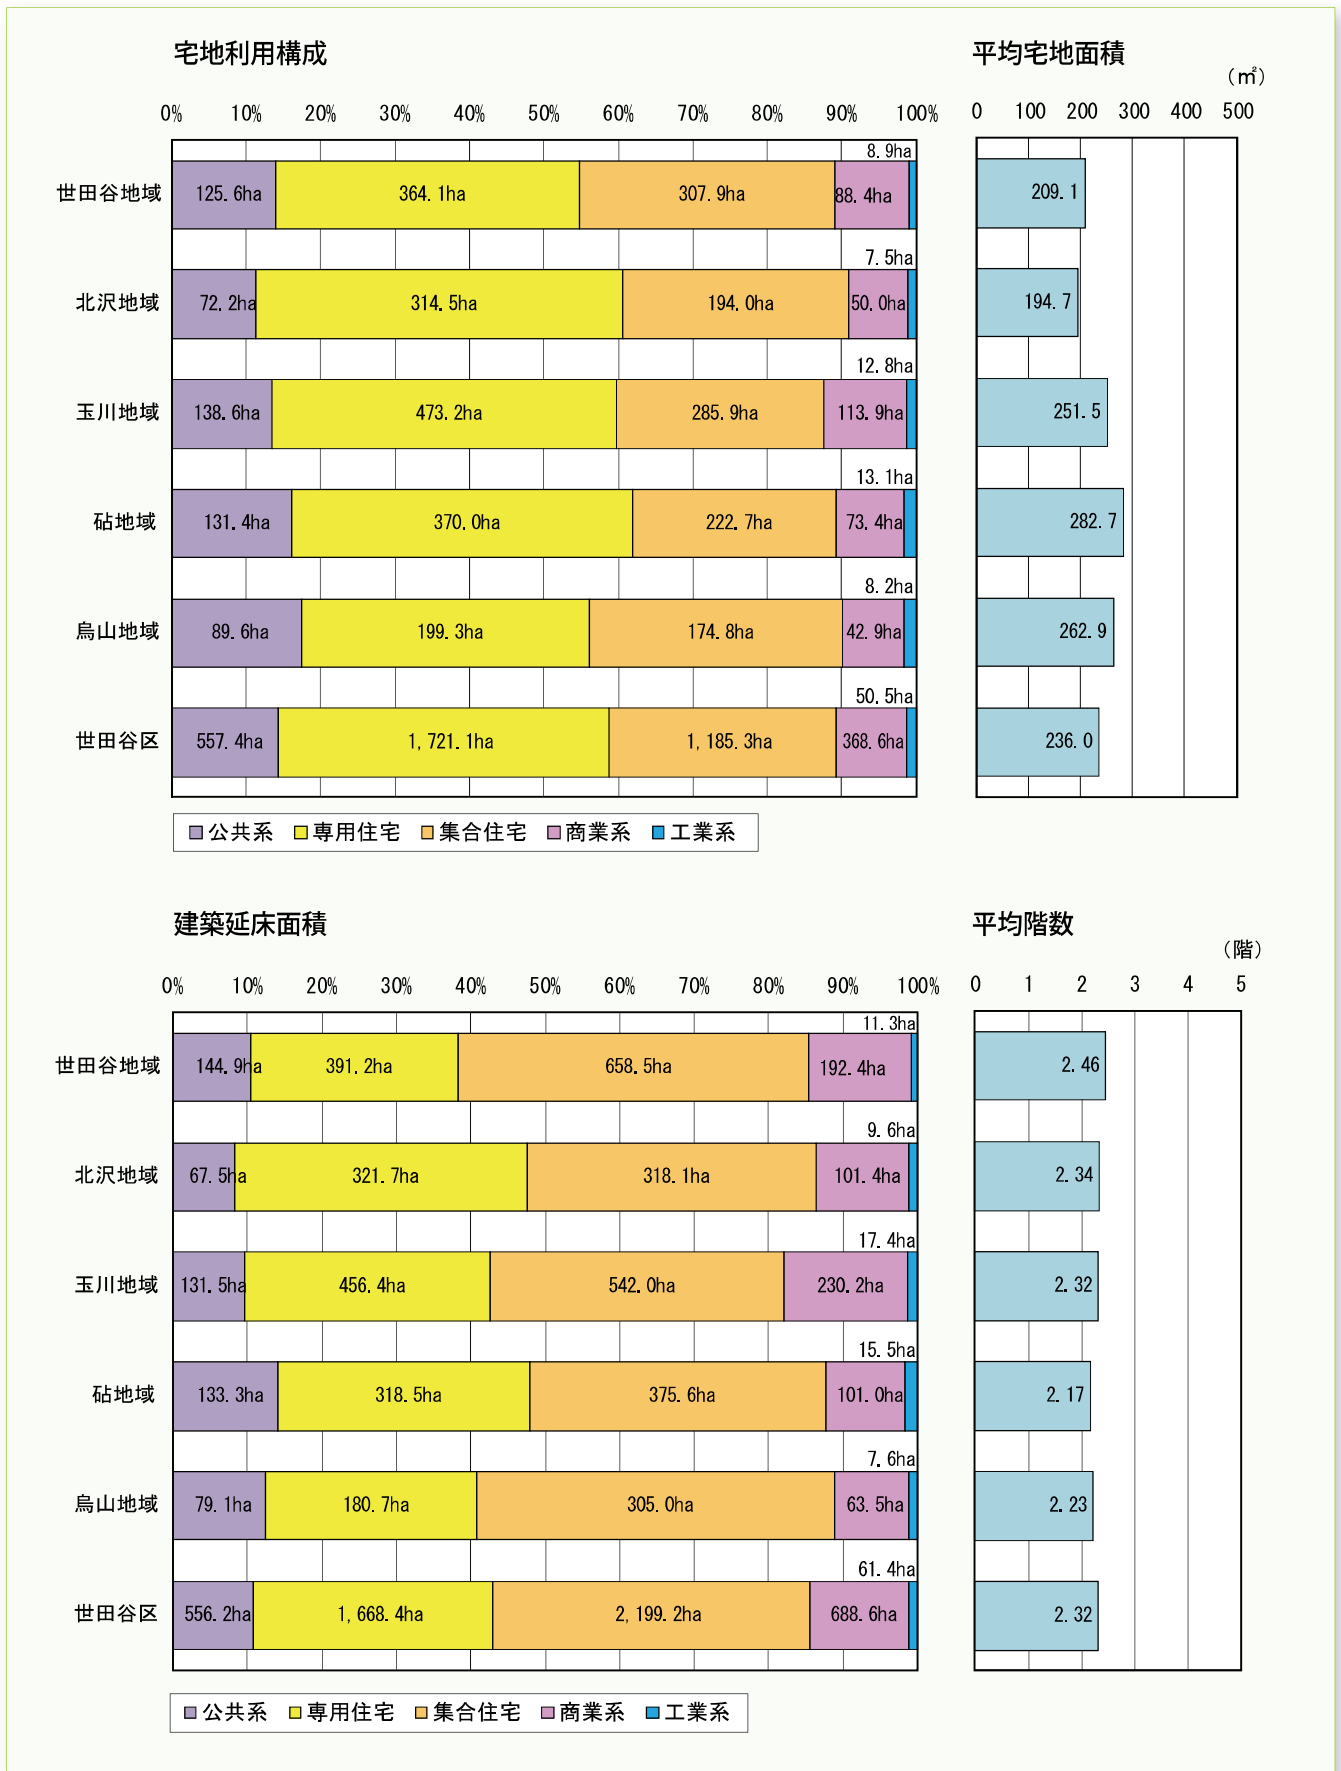 宅地利用構成
平均宅地面積
（㎡）
0% 10% 20% 30% 40% 50% 60% 70% 80% 90% 100%
0 100 200 300 400 500
8.9ha
世田谷地域 125.6ha 364.1ha 307.9ha 88.4ha 209.1
7.5ha
北沢地域 72.2ha 314.5ha 194.0ha 50.0ha 194.7
12.8ha
玉川地域 138.6ha 473.2ha 285.9ha 113.9ha 251.5
13.1ha
砧地域 131.4ha 370.0ha 222.7ha 73.4ha 282.7
8.2ha
烏山地域 89.6ha 199.3ha 174.8ha 42.9ha 262.9
50.5ha
世田谷区 557.4ha 1,721.1ha 1,185.3ha 368.6ha 236.0
公共系 専用住宅 集合住宅 商業系 工業系
建築延床面積
平均階数
（階）
0% 10% 20% 30% 40% 50% 60% 70% 80% 90% 100%
0 1 2 3 4 5
11.3ha
世田谷地域 144.9ha 391.2ha 658.5ha 192.4ha 2.46
9.6ha
北沢地域 67.5ha 321.7ha 318.1ha 101.4ha 2.34
17.4ha
玉川地域 131.5ha 456.4ha 542.0ha 230.2ha 2.32
15.5ha
砧地域 133.3ha 318.5ha 375.6ha 101.0ha 2.17
7.6ha
烏山地域 79.1ha 180.7ha 305.0ha 63.5ha 2.23
61.4ha
世田谷区 556.2ha 1,668.4ha 2,199.2ha 688.6ha 2.32
公共系 専用住宅 集合住宅 商業系 工業系